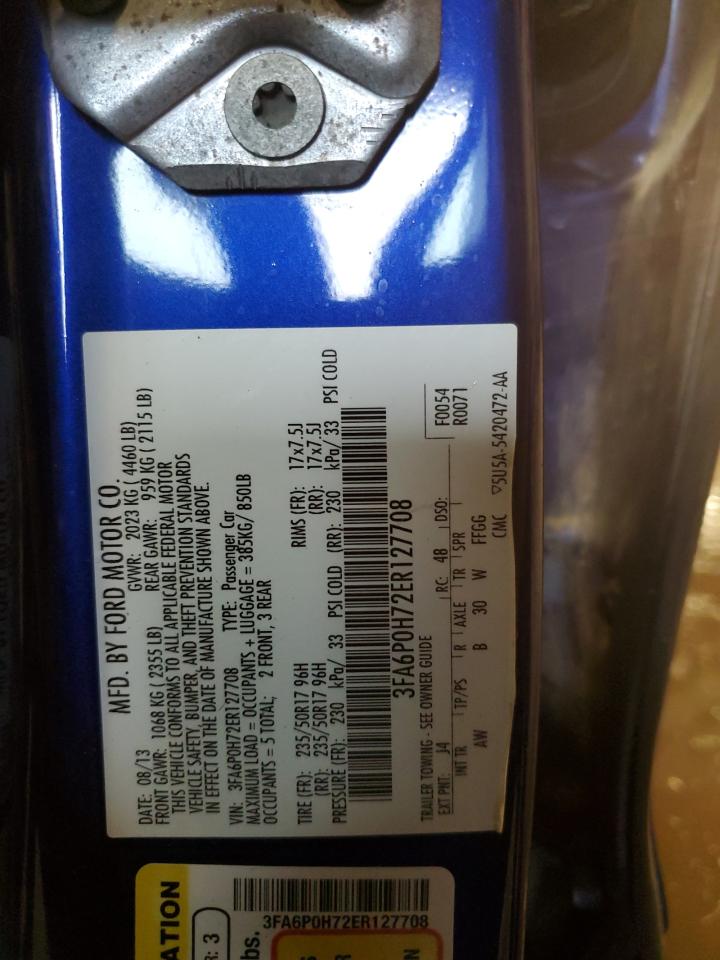 MFD. BY FORD MOTOR CO.
DATE: 08/13 GVWR: 2023 KG ( 4460 LB)
FRONT GAWR: 1068 KG ( 2355 LB) REAR GAWR: 959 KG ( 2115 LB)
THIS VEHICLE CONFORMS TO ALL APPLICABLE FEDERAL MOTOR
VEHICLE SAFETY, BUMPER, AND THEFT PREVENTION STANDARDS
IN EFFECT ON THE DATE OF MANUFACTURE SHOWN ABOVE.
VIN: 3FA6P0H72ER127708 TYPE: Passenger Car
MAXIMUM LOAD = OCCUPANTS + LUGGAGE = 385KG/ 850LB
OCCUPANTS = 5 TOTAL; 2 FRONT, 3 REAR
TIRE (FR): 235/50R17 96H RIMS (FR): 17x7.5J
(RR): 235/50R17 96H (RR): 17x7.5J
PRESSURE (FR): 230 kPa/ 33 PSI COLD (RR): 230 kPa/ 33 PSI COLD
3FA6P0H72ER127708
TRAILER TOWING - SEE OWNER GUIDE F0054
EXT PNT: J4 RC: 48 DSO: R0071
INT TR TP/PS R AXLE TR SPR
AW B 30 W FFGG
CMC ▽5U5A-5420472-AA
ATION
R: 3
lbs.
3FA6P0H72ER127708